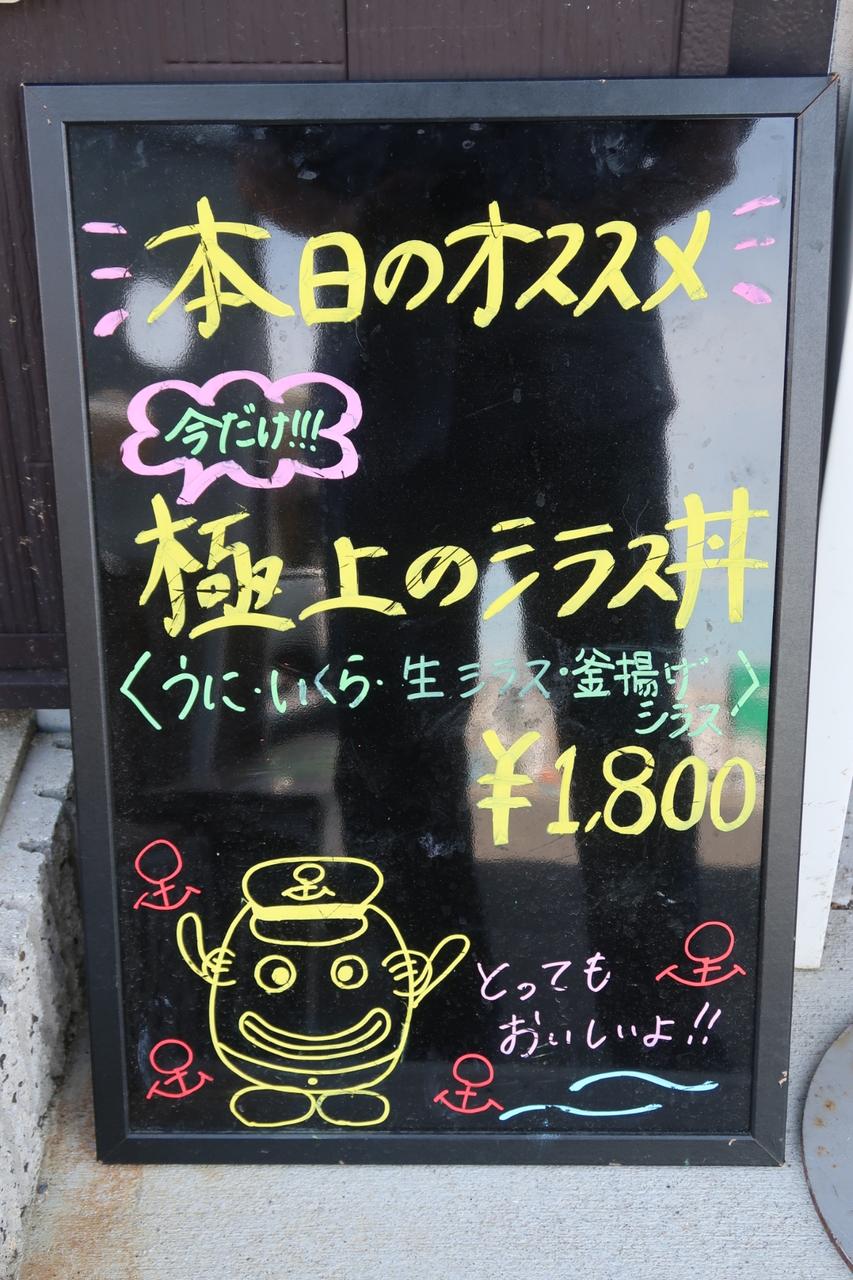 本日のオススメ
今だけ!!!
極上のシラス丼
〈うに・いくら・生シラス・釜揚げ
シラス〉
¥1,800
とっても
おいしいよ!!